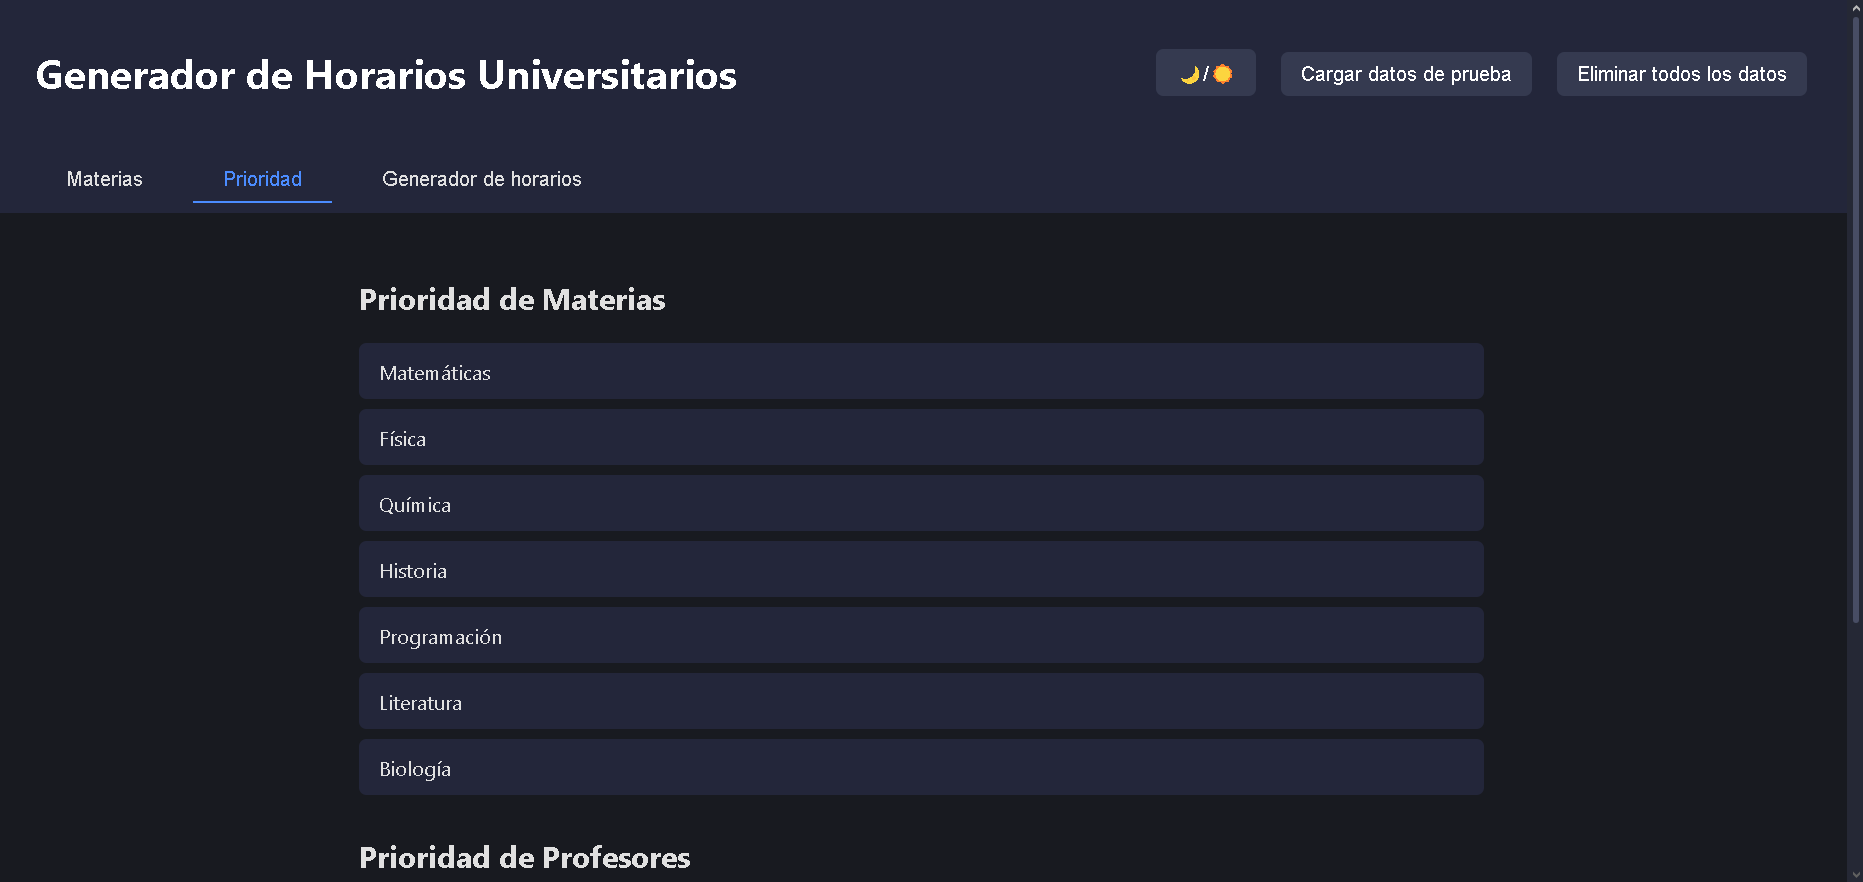 Generador de Horarios Universitarios
🌙/☀️
Cargar datos de prueba
Eliminar todos los datos
Materias
Prioridad
Generador de horarios
Prioridad de Materias
Matemáticas
Física
Química
Historia
Programación
Literatura
Biología
Prioridad de Profesores